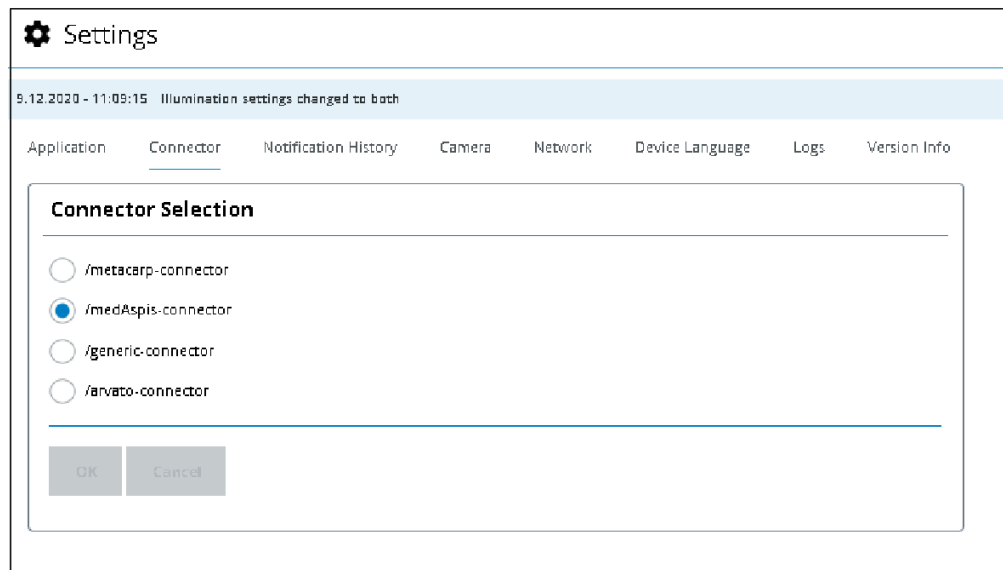 Settings
9.12.2020 - 11:09:15 Illumination settings changed to both
Application Connector Notification History Camera Network Device Language Logs Version Info
Connector Selection
/metacarp-connector
/medAspis-connector
/generic-connector
/arvato-connector
OK Cancel